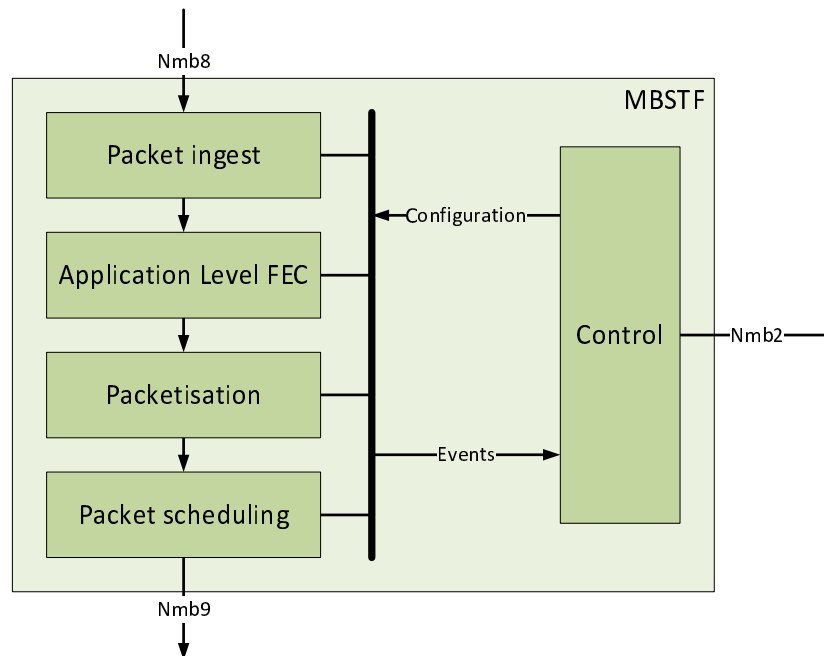 Nmb8
MBSTF
Packet ingest
Configuration
Application Level FEC
Control
Nmb2
Packetisation
Events
Packet scheduling
Nmb9